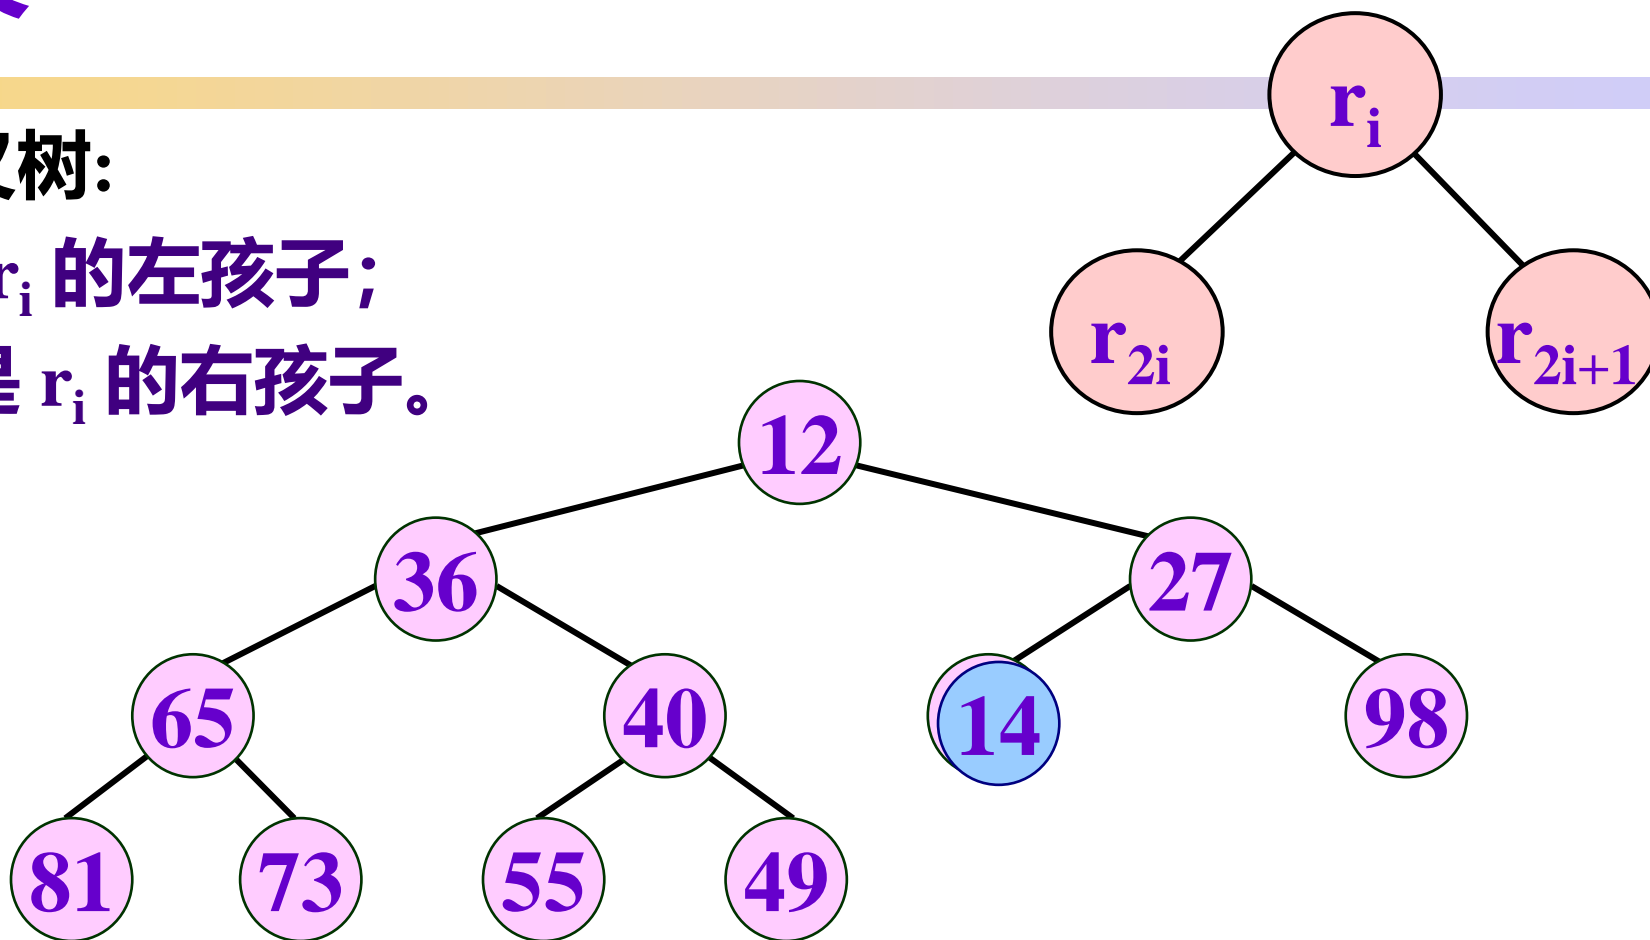 rᵢ
树:
rᵢ 的左孩子；
是 rᵢ 的右孩子。
r₂ᵢ r₂ᵢ₊₁
12
36 27
65 40 14 98
81 73 55 49